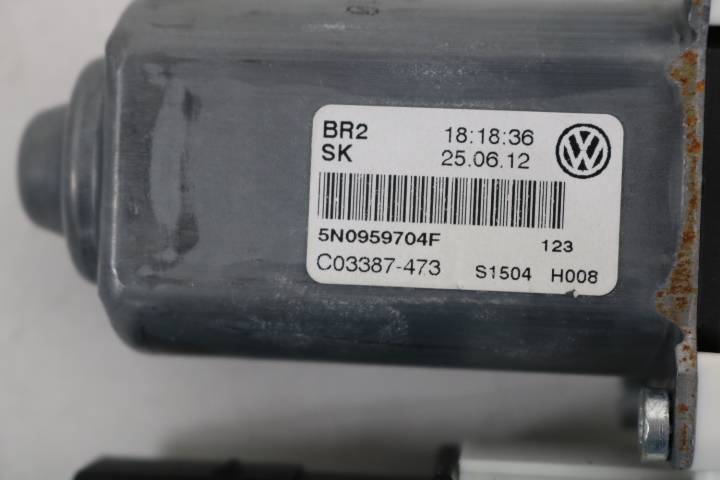 BR2 18:18:36
SK 25.06.12
5N0959704F 123
C03387-473 S1504 H008